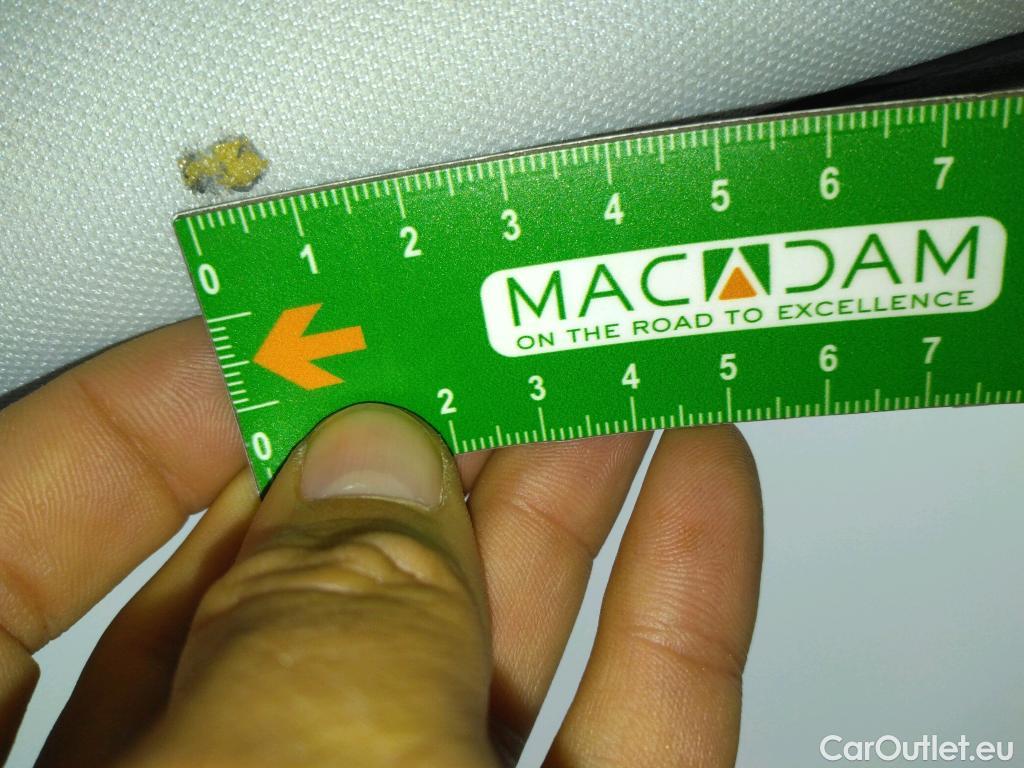 0 1 2 3 4 5 6 7
MACADAM
ON THE ROAD TO EXCELLENCE
0 2 3 4 5 6 7
CarOutlet.eu